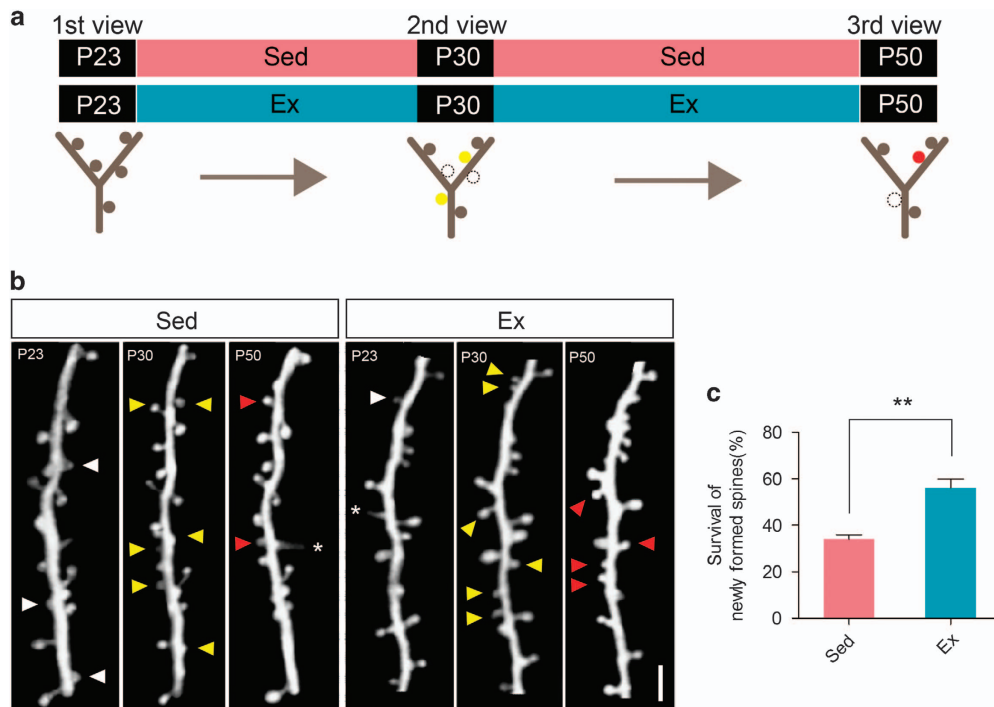 a
1st view 2nd view 3rd view
P23 Sed P30 Sed P50
P23 Ex P30 Ex P50
b
Sed Ex
P23 P30 P50 P23 P30 P50
*
*
c
**
Survival of
newly formed spines(%)
80
60
40
20
0
Sed Ex